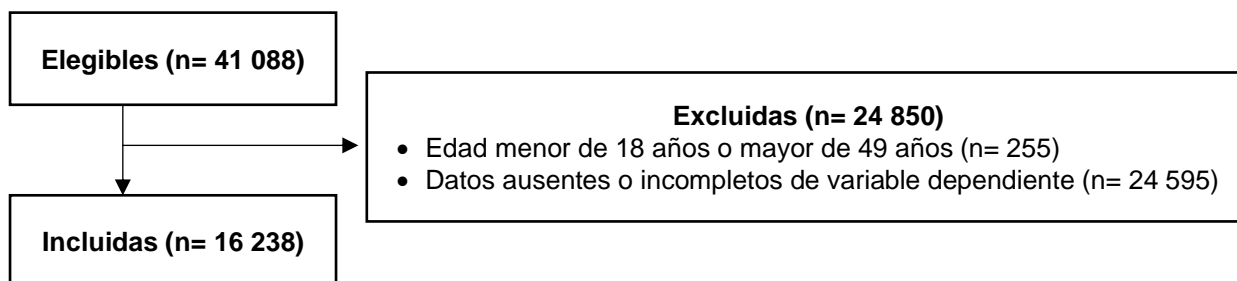 Elegibles (n= 41 088)
Excluidas (n= 24 850)
• Edad menor de 18 años o mayor de 49 años (n= 255)
• Datos ausentes o incompletos de variable dependiente (n= 24 595)
Incluidas (n= 16 238)